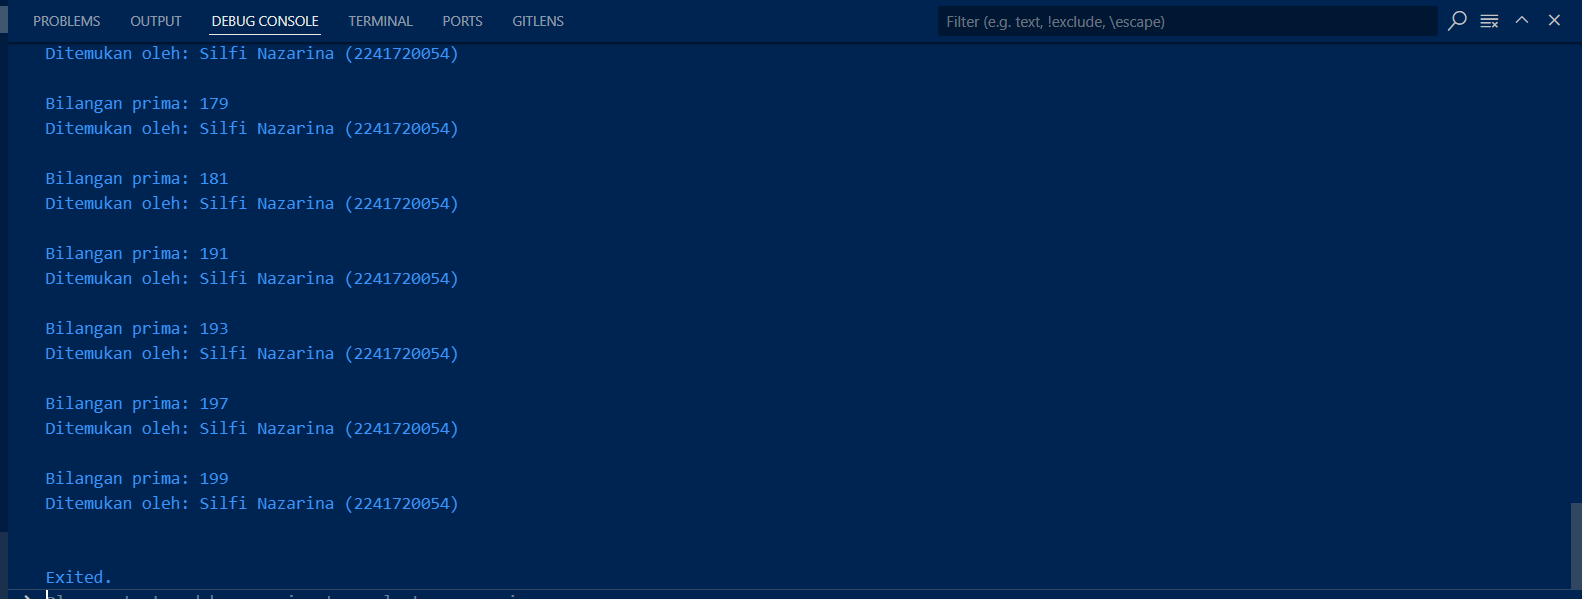 PROBLEMS OUTPUT DEBUG CONSOLE TERMINAL PORTS GITLENS Filter (e.g. text, !exclude, \escape)
Ditemukan oleh: Silfi Nazarina (2241720054)
Bilangan prima: 179
Ditemukan oleh: Silfi Nazarina (2241720054)
Bilangan prima: 181
Ditemukan oleh: Silfi Nazarina (2241720054)
Bilangan prima: 191
Ditemukan oleh: Silfi Nazarina (2241720054)
Bilangan prima: 193
Ditemukan oleh: Silfi Nazarina (2241720054)
Bilangan prima: 197
Ditemukan oleh: Silfi Nazarina (2241720054)
Bilangan prima: 199
Ditemukan oleh: Silfi Nazarina (2241720054)
Exited.